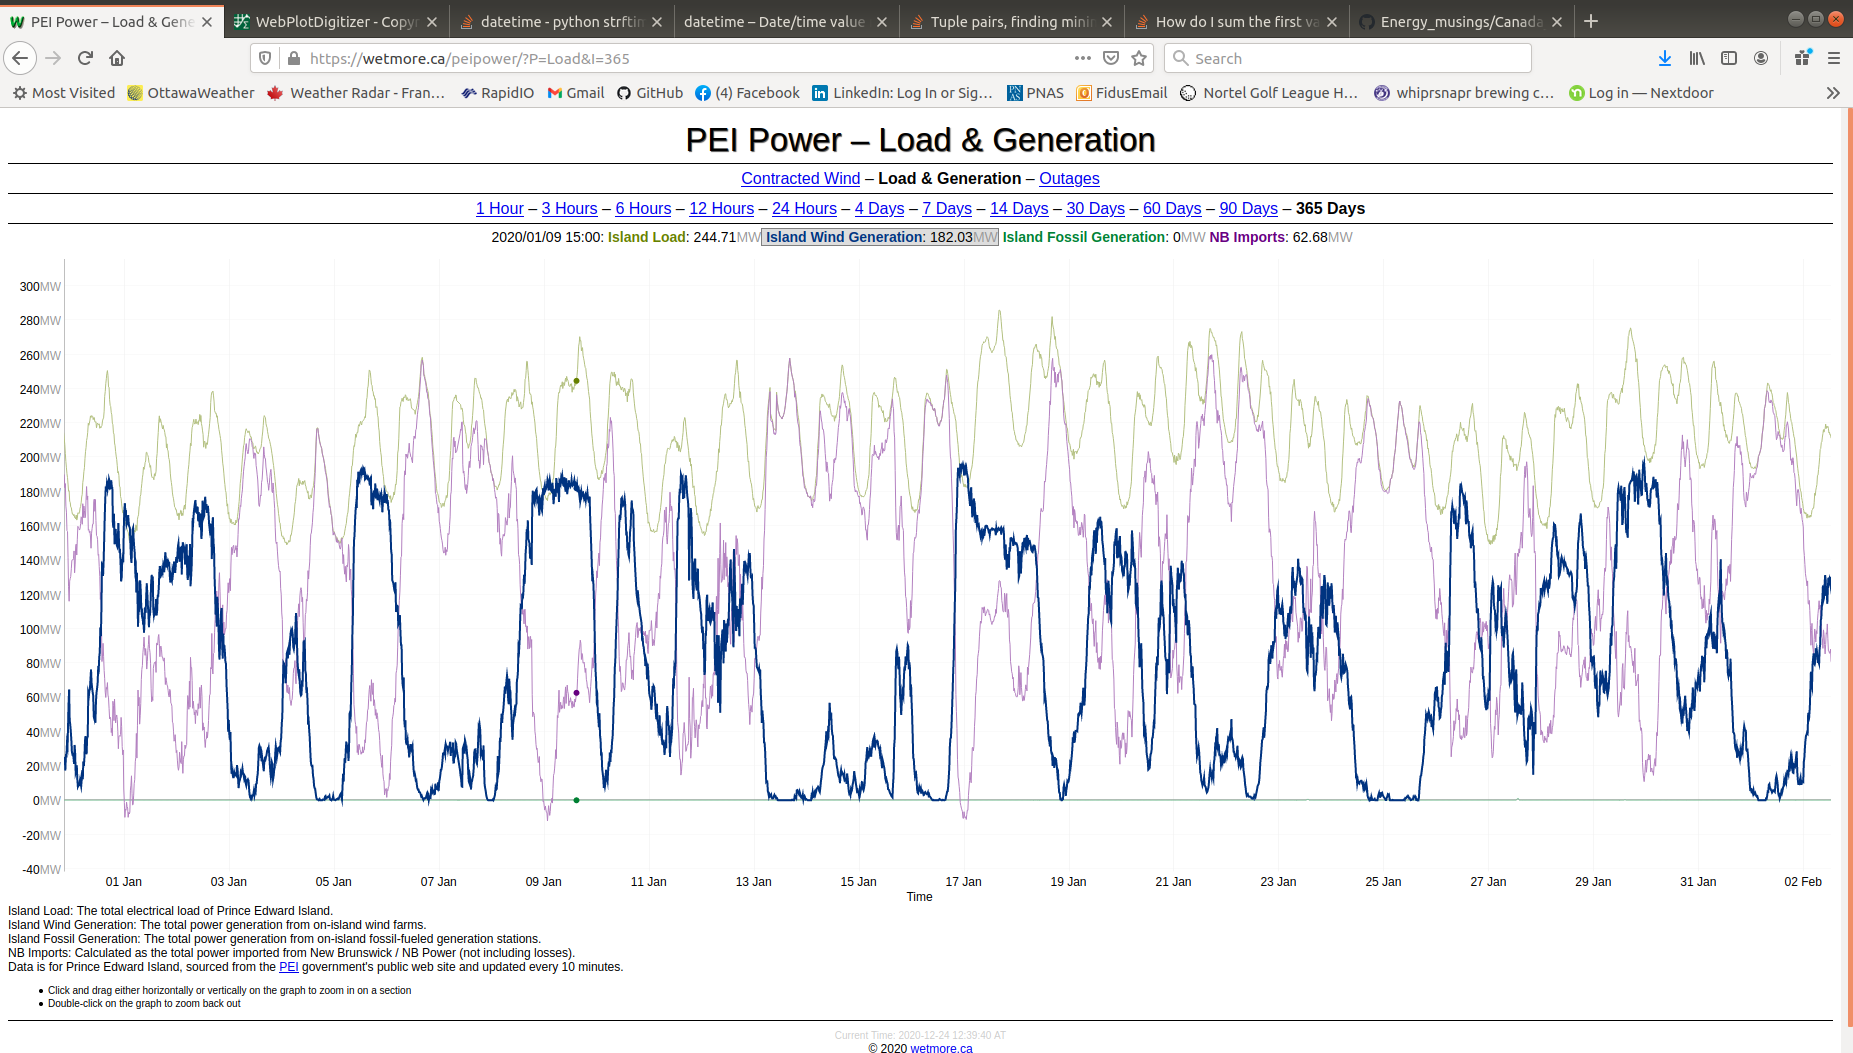 PEI Power – Load & Gene
WebPlotDigitizer - Copyr
datetime - python strftim
datetime – Date/time value
Tuple pairs, finding minin
How do I sum the first va
Energy_musings/Canada
https://wetmore.ca/peipower/?P=Load&I=365
Search
Most Visited OttawaWeather Weather Radar - Fran… RapidIO Gmail GitHub (4) Facebook LinkedIn: Log In or Sig… PNAS FidusEmail Nortel Golf League H… whiprsnapr brewing c… Log in — Nextdoor
PEI Power – Load & Generation
Contracted Wind – Load & Generation – Outages
1 Hour – 3 Hours – 6 Hours – 12 Hours – 24 Hours – 4 Days – 7 Days – 14 Days – 30 Days – 60 Days – 90 Days – 365 Days
2020/01/09 15:00: Island Load: 244.71MW Island Wind Generation: 182.03MW Island Fossil Generation: 0MW NB Imports: 62.68MW
300MW
280MW
260MW
240MW
220MW
200MW
180MW
160MW
140MW
120MW
100MW
80MW
60MW
40MW
20MW
0MW
-20MW
-40MW
01 Jan 03 Jan 05 Jan 07 Jan 09 Jan 11 Jan 13 Jan 15 Jan 17 Jan 19 Jan 21 Jan 23 Jan 25 Jan 27 Jan 29 Jan 31 Jan 02 Feb
Time
Island Load: The total electrical load of Prince Edward Island.
Island Wind Generation: The total power generation from on-island wind farms.
Island Fossil Generation: The total power generation from on-island fossil-fueled generation stations.
NB Imports: Calculated as the total power imported from New Brunswick / NB Power (not including losses).
Data is for Prince Edward Island, sourced from the PEI government's public web site and updated every 10 minutes.
Click and drag either horizontally or vertically on the graph to zoom in on a section
Double-click on the graph to zoom back out
Current Time: 2020-12-24 12:39:40 AT
© 2020 wetmore.ca